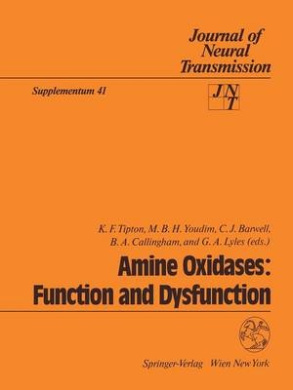 Journal of
Neural
Transmission
Supplementum 41
JNT
K. F. Tipton, M. B. H. Youdim, C. J. Barwell,
B. A. Callingham, and G. A. Lyles (eds.)
Amine Oxidases:
Function and Dysfunction
Springer-Verlag Wien New York